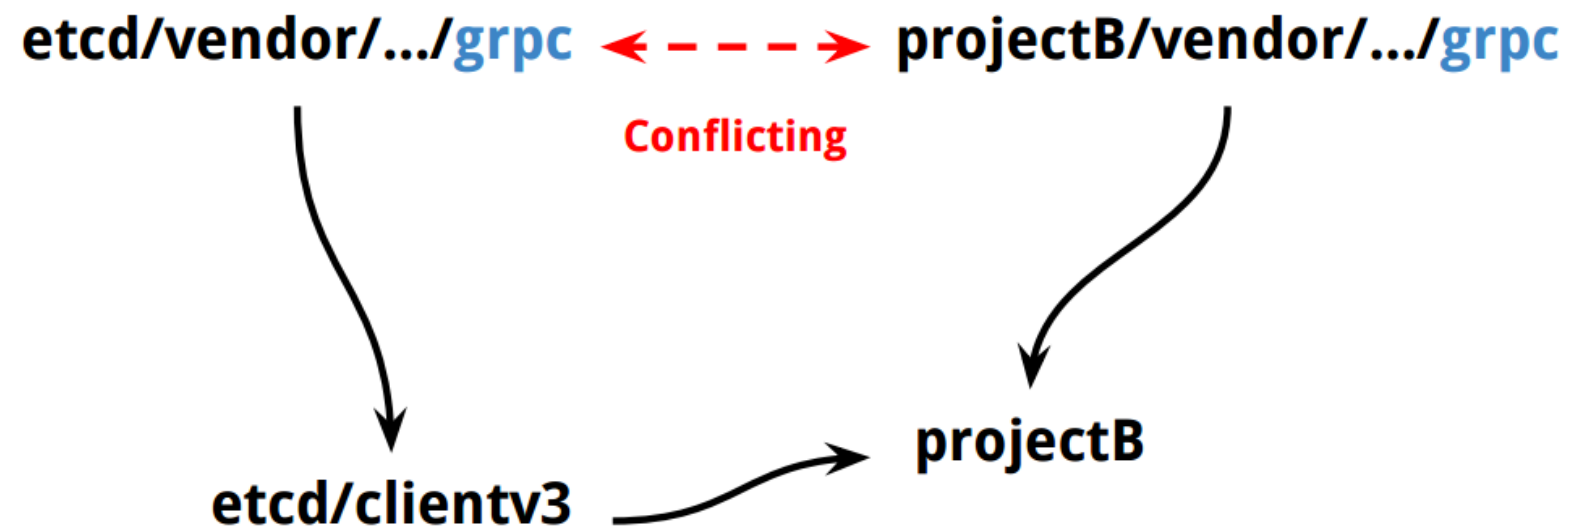 etcd/vendor/.../grpc
projectB/vendor/.../grpc
Conflicting
projectB
etcd/clientv3